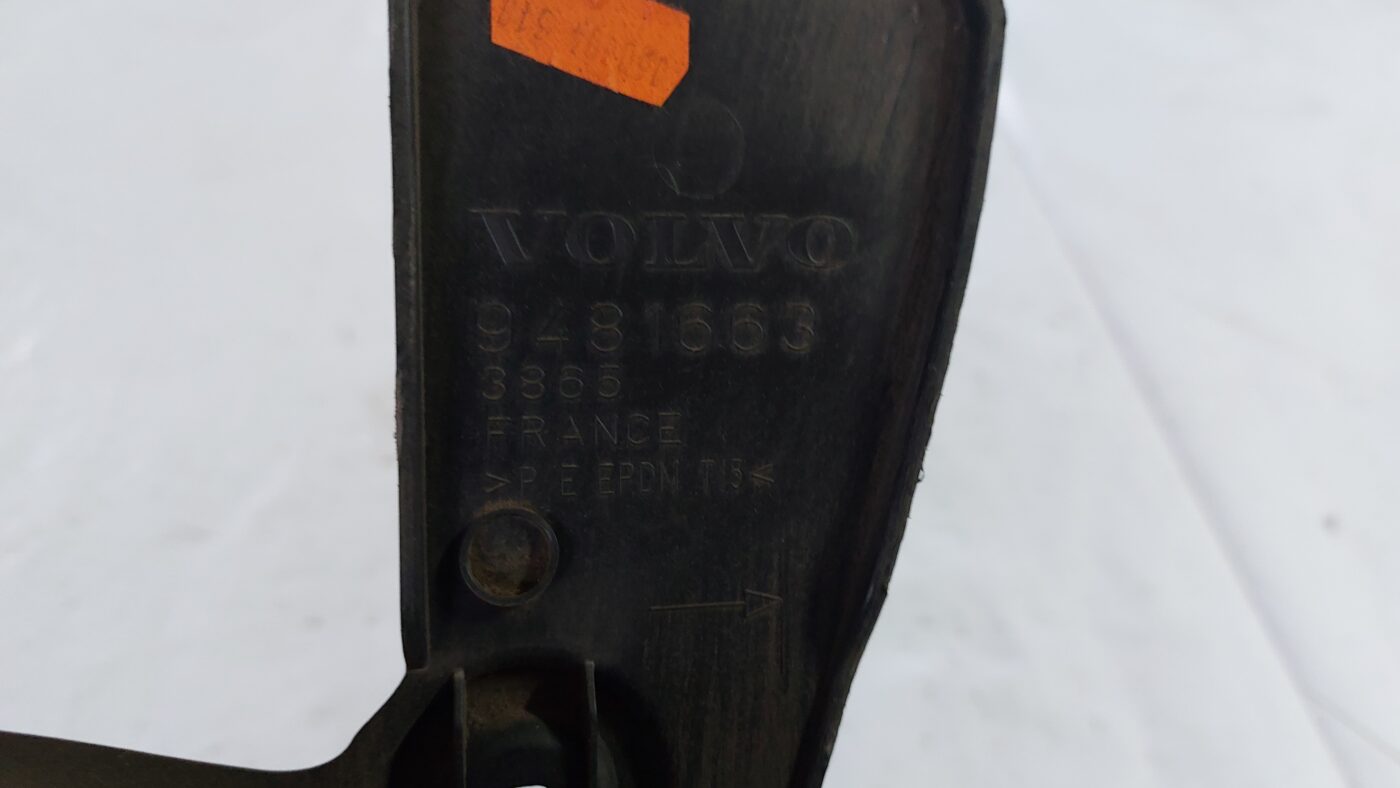 VOLVO
9481663
3865
FRANCE
>P E EPDM T15<